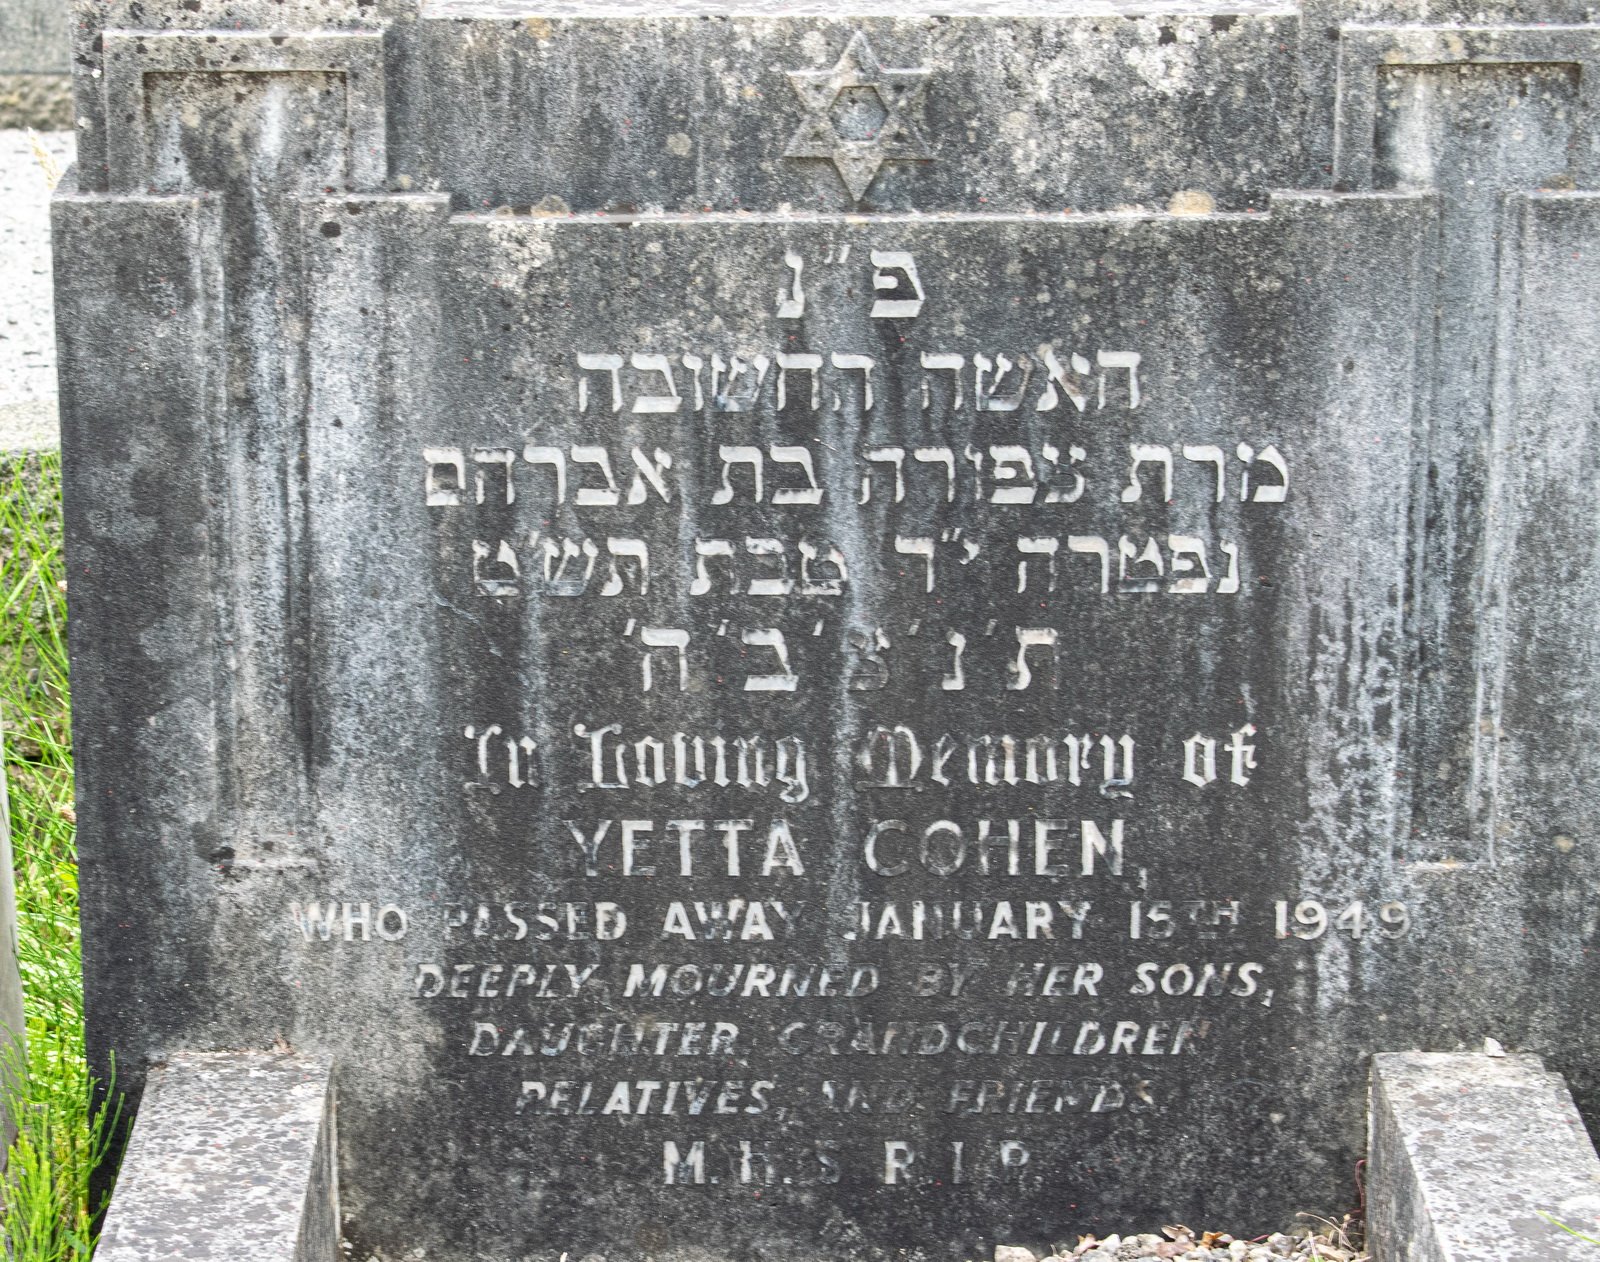 פ"נ
האשה החשובה
מרת צפורה בת אברהם
נפטרה י"ד טבת תש"ט
ת'נ'צ'ב'ה'
In Loving Memory of
YETTA COHEN,
WHO PASSED AWAY JANUARY 15TH 1949
DEEPLY MOURNED BY HER SONS,
DAUGHTER, GRANDCHILDREN
RELATIVES, AND FRIENDS.
M.H.S R.I.P.